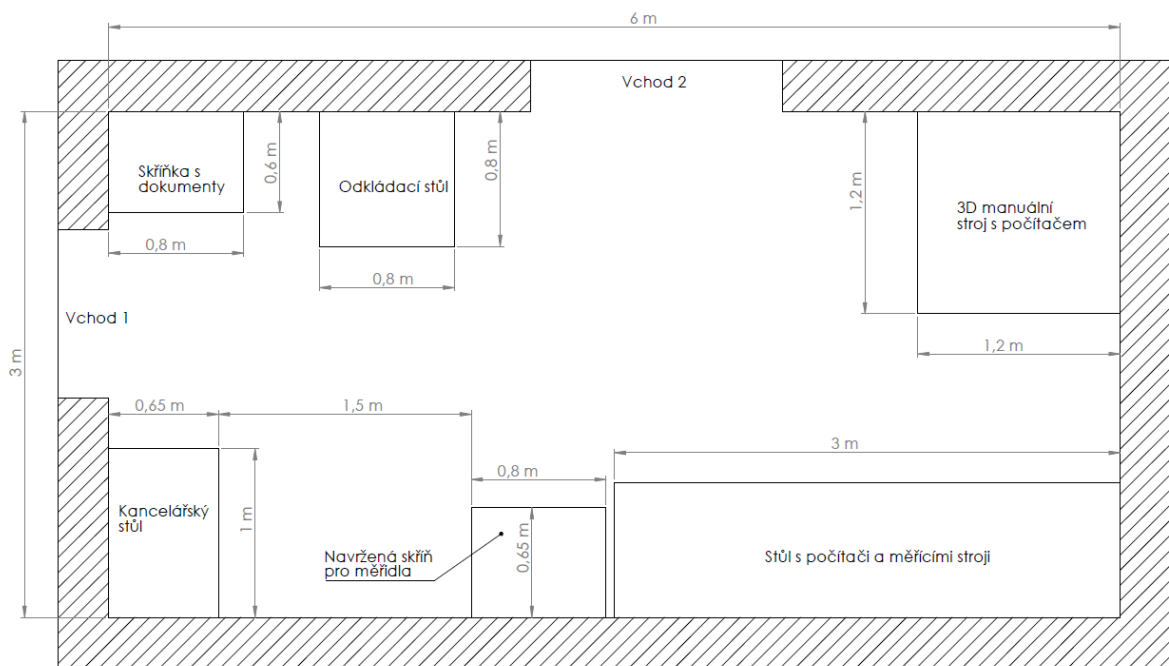 6 m
Vchod 2
Skříňka s
dokumenty
0,6 m
Odkládací stůl
0,8 m
1,2 m
3D manuální
stroj s počítačem
0,8 m
0,8 m
Vchod 1
3 m
1,2 m
0,65 m
1,5 m
3 m
0,8 m
Kancelářský
stůl
1 m
Navržená skříň
pro měřidla
0,65 m
Stůl s počítači a měřícími stroji